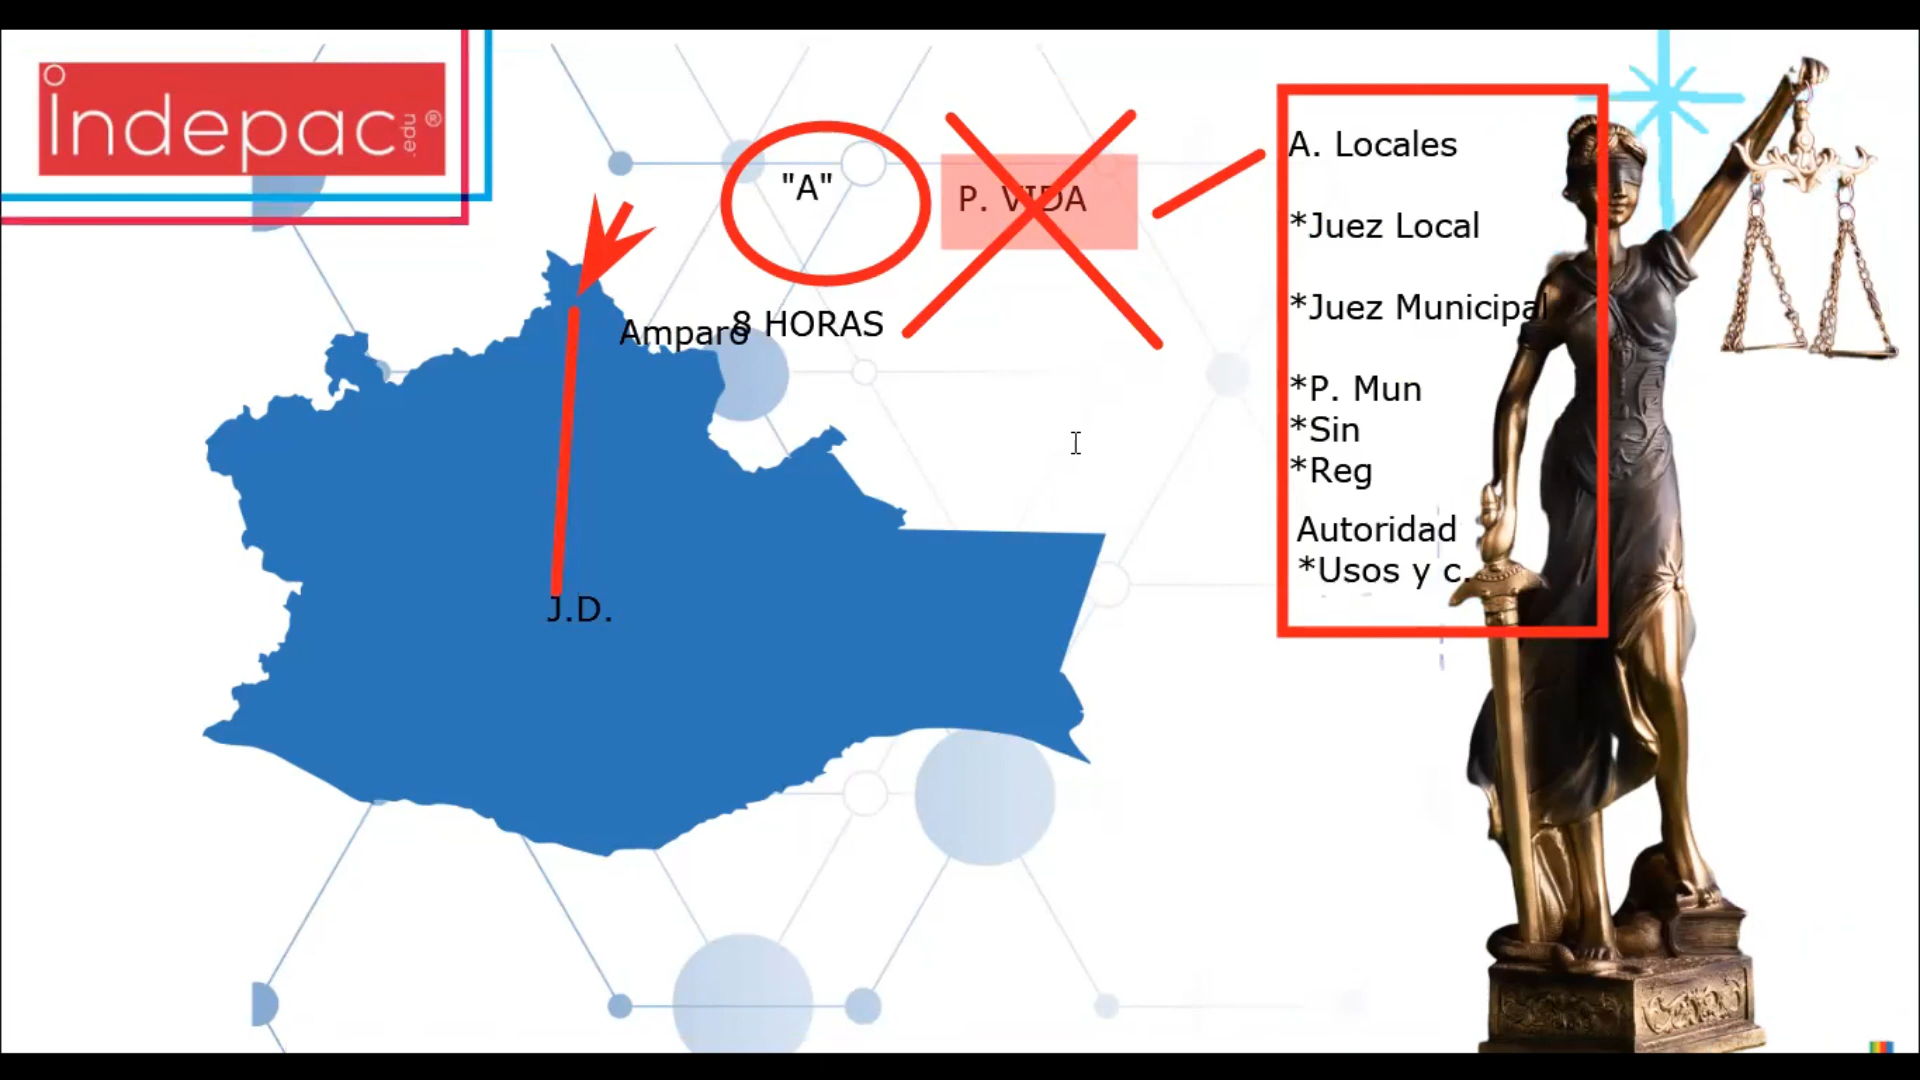 indepac.edu®
"A"
P. VIDA
Amparo
8 HORAS
J.D.
A. Locales
*Juez Local
*Juez Municipal
*P. Mun
*Sin
*Reg
Autoridad
*Usos y c.